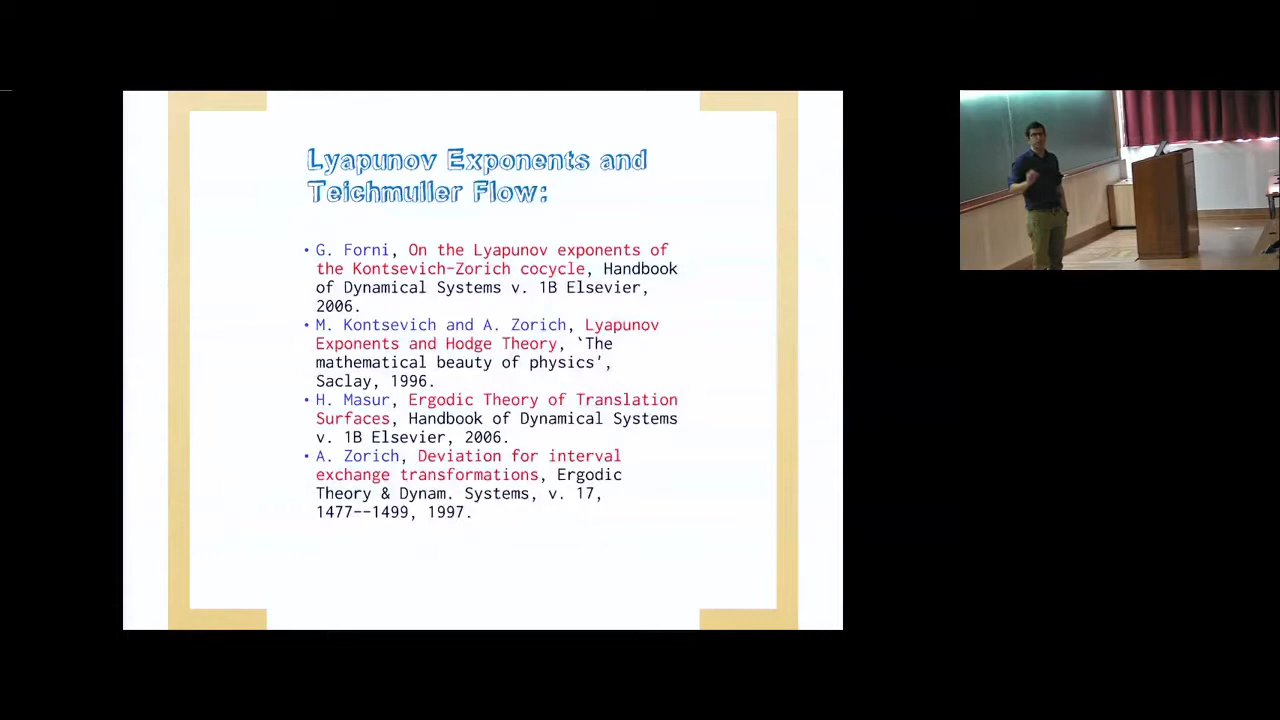 Lyapunov Exponents and
Teichmuller Flow:
• G. Forni, On the Lyapunov exponents of
the Kontsevich-Zorich cocycle, Handbook
of Dynamical Systems v. 1B Elsevier,
2006.
• M. Kontsevich and A. Zorich, Lyapunov
Exponents and Hodge Theory, `The
mathematical beauty of physics',
Saclay, 1996.
• H. Masur, Ergodic Theory of Translation
Surfaces, Handbook of Dynamical Systems
v. 1B Elsevier, 2006.
• A. Zorich, Deviation for interval
exchange transformations, Ergodic
Theory & Dynam. Systems, v. 17,
1477--1499, 1997.